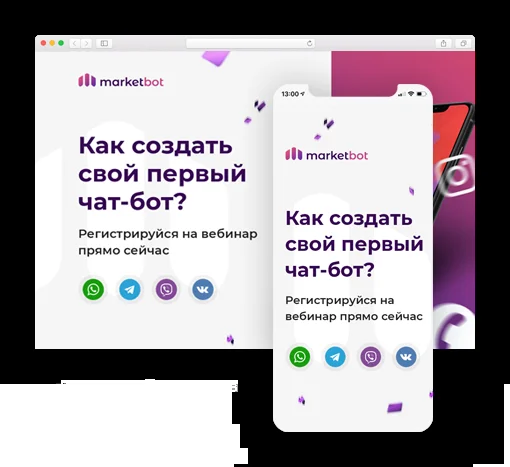 marketbot
Как создать
свой первый
чат-бот?
Регистрируйся на вебинар
прямо сейчас
13:00
marketbot
Как создать
свой первый
чат-бот?
Регистрируйся на
вебинар прямо сейчас